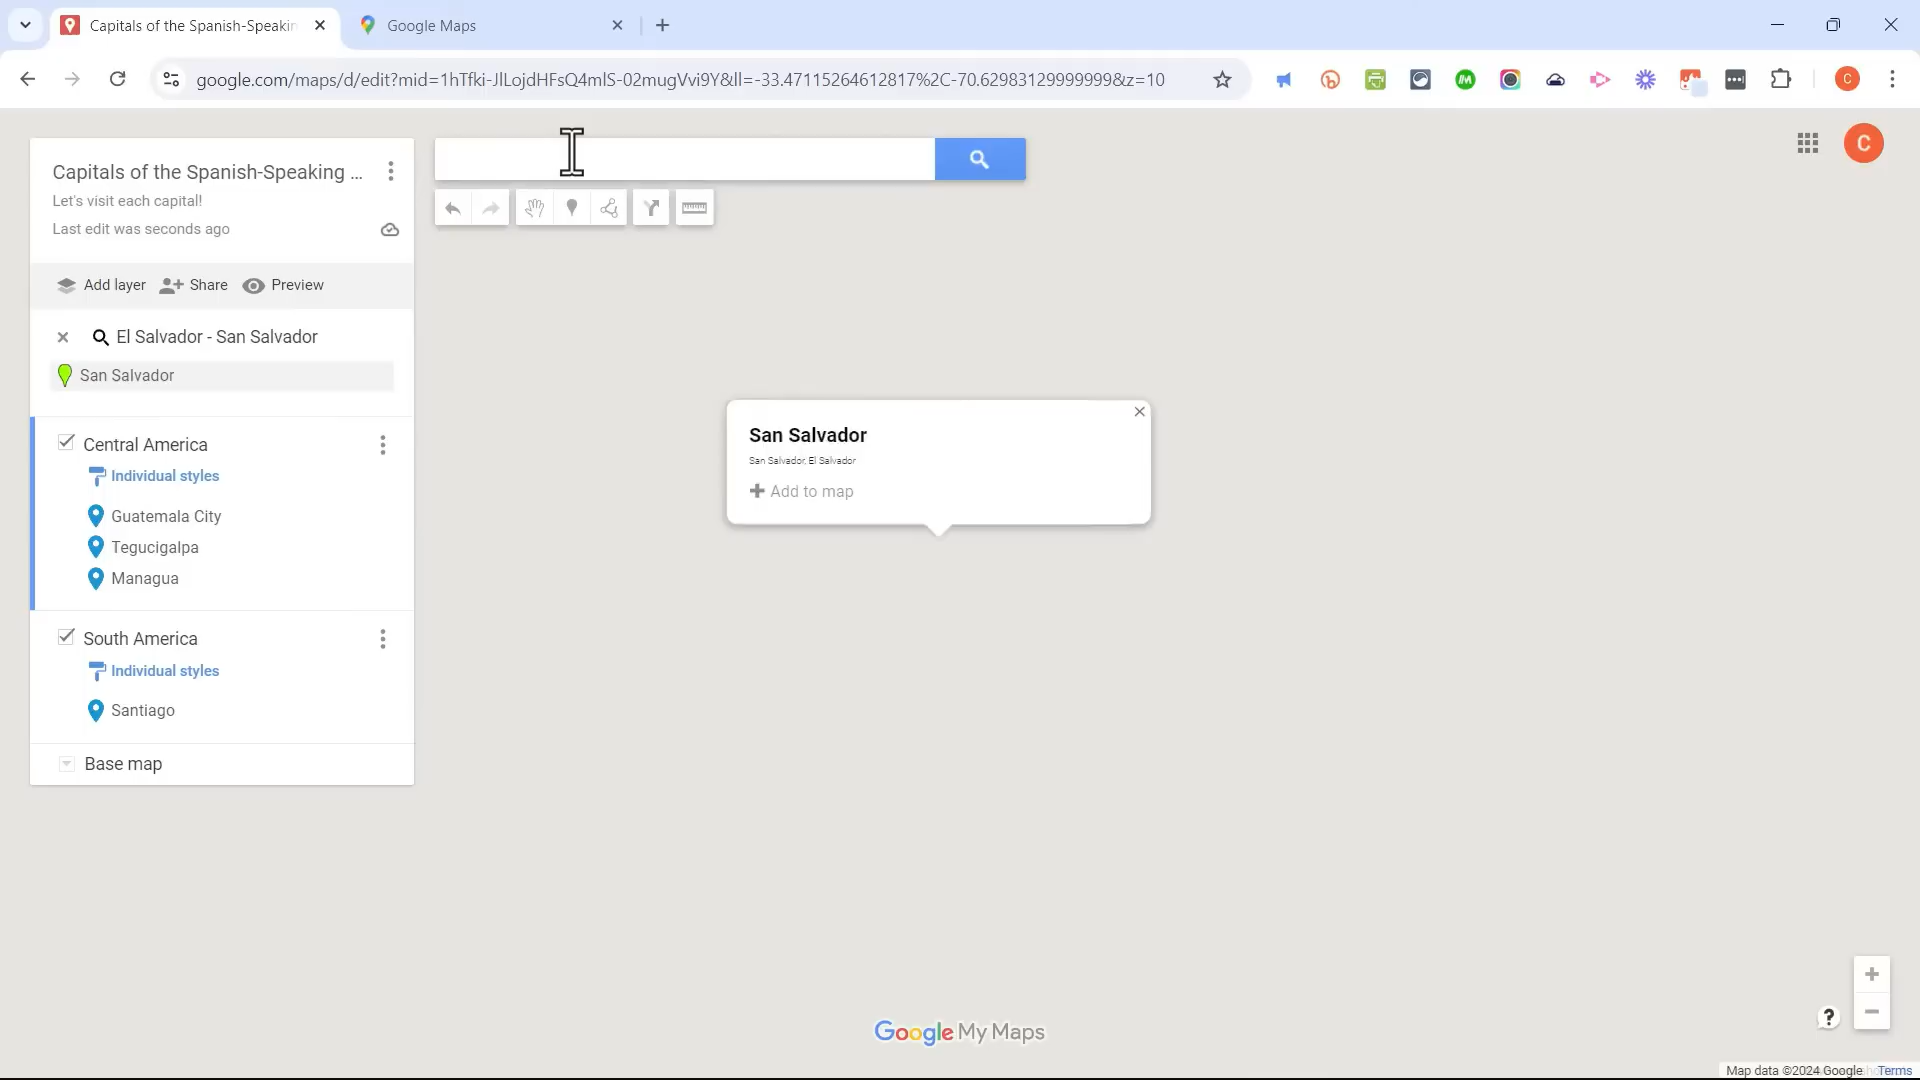 Capitals of the Spanish-Speakin
Google Maps
google.com/maps/d/edit?mid=1hTfki-JlLojdHFsQ4mlS-02mugVvi9Y&ll=-33.47115264612817%2C-70.62983129999999&z=10
C
C
Capitals of the Spanish-Speaking ...
Let's visit each capital!
Last edit was seconds ago
Add layer Share Preview
El Salvador - San Salvador
San Salvador
San Salvador
San Salvador, El Salvador
Add to map
Central America
Individual styles
Guatemala City
Tegucigalpa
Managua
South America
Individual styles
Santiago
Base map
Google My Maps
Map data ©2024 Google Terms